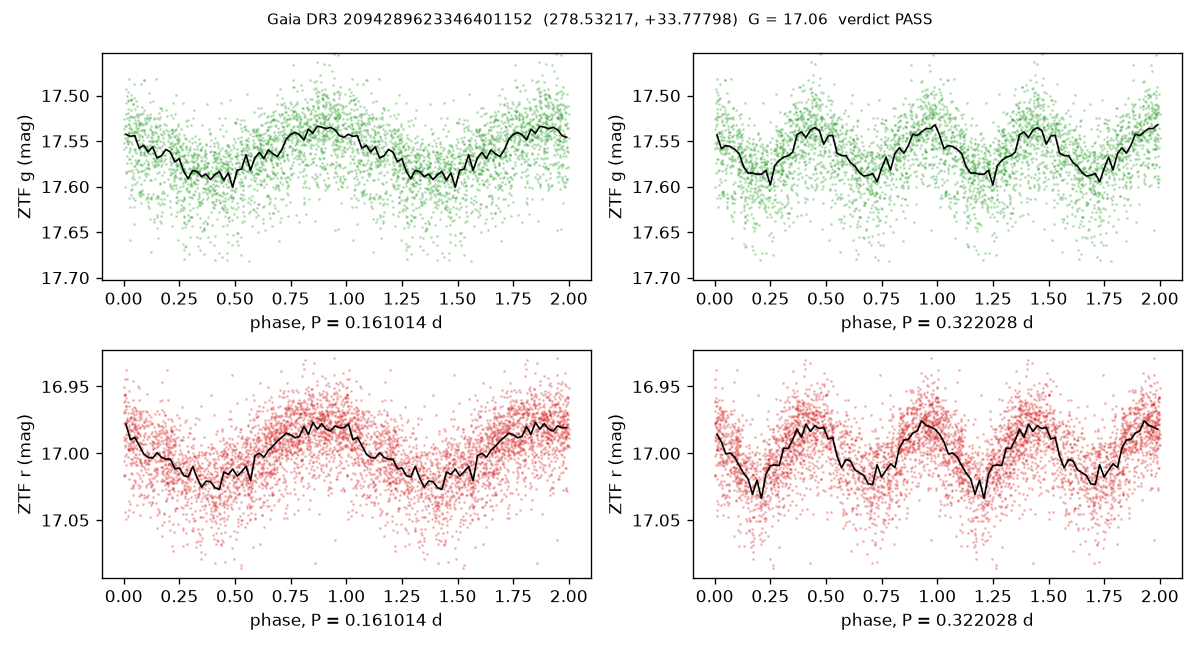 Gaia DR3 2094289623346401152  (278.53217, +33.77798)  G = 17.06  verdict PASS
ZTF g (mag)
17.50
17.55
17.60
17.65
17.70
0.00 0.25 0.50 0.75 1.00 1.25 1.50 1.75 2.00
phase, P = 0.161014 d
ZTF g (mag)
17.50
17.55
17.60
17.65
17.70
0.00 0.25 0.50 0.75 1.00 1.25 1.50 1.75 2.00
phase, P = 0.322028 d
ZTF r (mag)
16.95
17.00
17.05
0.00 0.25 0.50 0.75 1.00 1.25 1.50 1.75 2.00
phase, P = 0.161014 d
ZTF r (mag)
16.95
17.00
17.05
0.00 0.25 0.50 0.75 1.00 1.25 1.50 1.75 2.00
phase, P = 0.322028 d